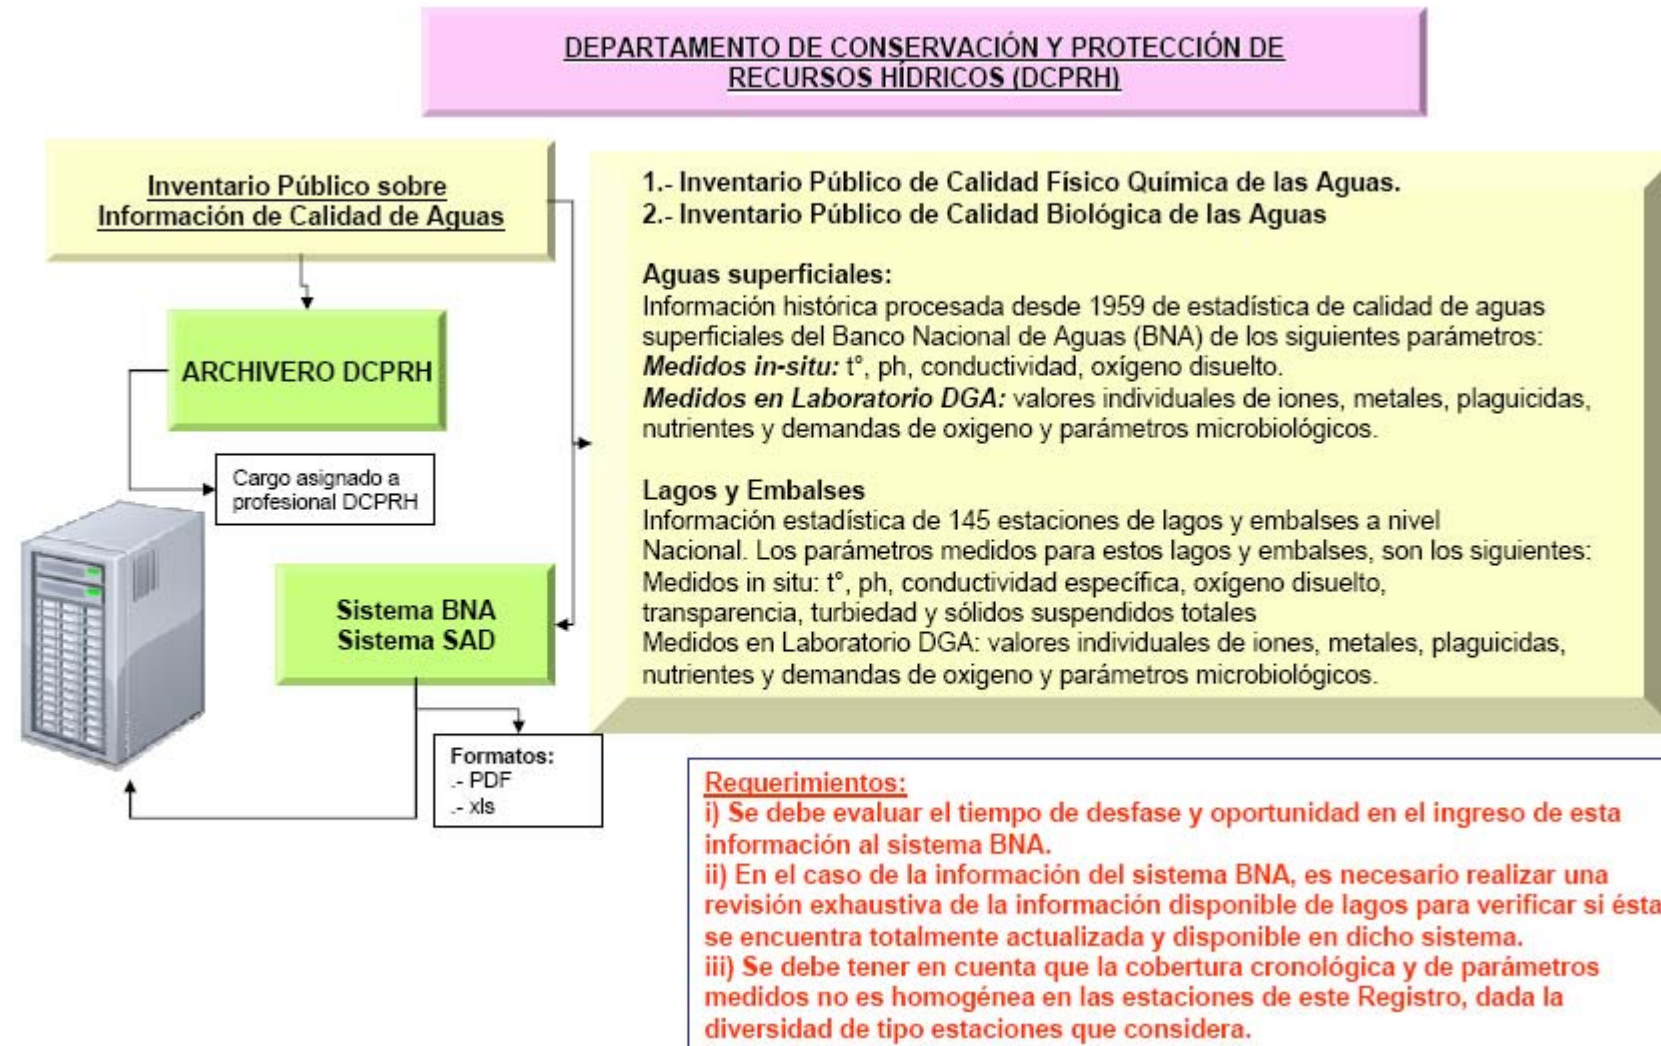 DEPARTAMENTO DE CONSERVACIÓN Y PROTECCIÓN DE
RECURSOS HÍDRICOS (DCPRH)
Inventario Público sobre
Información de Calidad de Aguas
ARCHIVERO DCPRH
Cargo asignado a
profesional DCPRH
Sistema BNA
Sistema SAD
Formatos:
.- PDF
.- xls
1.- Inventario Público de Calidad Físico Química de las Aguas.
2.- Inventario Público de Calidad Biológica de las Aguas
Aguas superficiales:
Información histórica procesada desde 1959 de estadística de calidad de aguas
superficiales del Banco Nacional de Aguas (BNA) de los siguientes parámetros:
Medidos in-situ: t°, ph, conductividad, oxígeno disuelto.
Medidos en Laboratorio DGA: valores individuales de iones, metales, plaguicidas,
nutrientes y demandas de oxigeno y parámetros microbiológicos.
Lagos y Embalses
Información estadística de 145 estaciones de lagos y embalses a nivel
Nacional. Los parámetros medidos para estos lagos y embalses, son los siguientes:
Medidos in situ: t°, ph, conductividad específica, oxígeno disuelto,
transparencia, turbiedad y sólidos suspendidos totales
Medidos en Laboratorio DGA: valores individuales de iones, metales, plaguicidas,
nutrientes y demandas de oxigeno y parámetros microbiológicos.
Requerimientos:
i) Se debe evaluar el tiempo de desfase y oportunidad en el ingreso de esta
información al sistema BNA.
ii) En el caso de la información del sistema BNA, es necesario realizar una
revisión exhaustiva de la información disponible de lagos para verificar si ésta
se encuentra totalmente actualizada y disponible en dicho sistema.
iii) Se debe tener en cuenta que la cobertura cronológica y de parámetros
medidos no es homogénea en las estaciones de este Registro, dada la
diversidad de tipo estaciones que considera.